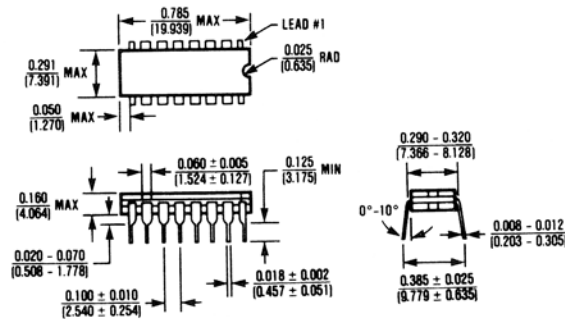 0.785
(19.939) MAX
LEAD #1
0.025
(0.635) RAD
0.291
(7.391) MAX
0.050
(1.270) MAX
0.060 ± 0.005
(1.524 ± 0.127)
0.125
(3.175) MIN
0.290 - 0.320
(7.366 - 8.128)
0.160
(4.064) MAX
0°-10°
0.008 - 0.012
(0.203 - 0.305)
0.020 - 0.070
(0.508 - 1.778)
0.018 ± 0.002
(0.457 ± 0.051)
0.100 ± 0.010
(2.540 ± 0.254)
0.385 ± 0.025
(9.779 ± 0.635)